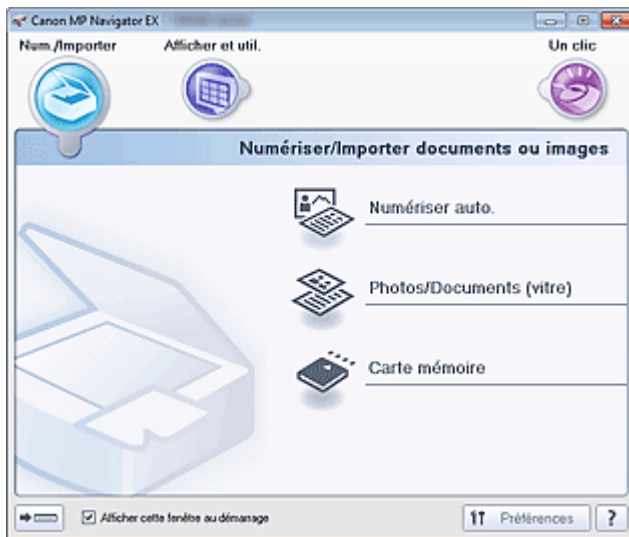 Canon MP Navigator EX
Num./Importer
Afficher et util.
Un clic
Numériser/Importer documents ou images
Numériser auto.
Photos/Documents (vitre)
Carte mémoire
Afficher cette fenêtre au démarrage
Préférences
?